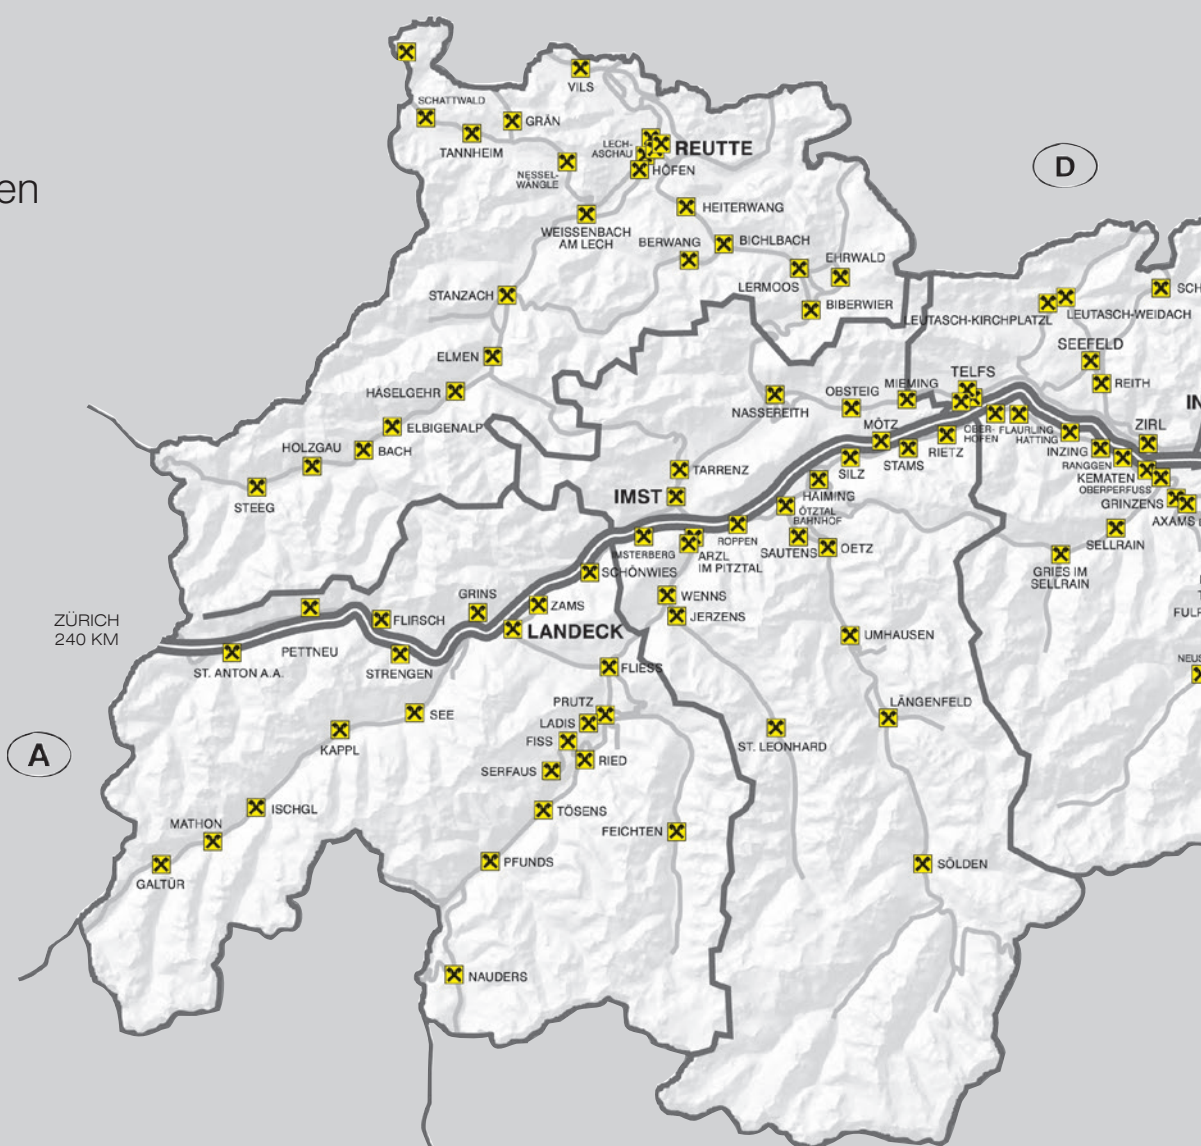 en
VILS
SCHATTWALD
GRÄN
TANNHEIM
LECH-
ASCHAU
REUTTE
HÖFEN
NESSEL-
WÄNGLE
D
WEISSENBACH
AM LECH
HEITERWANG
BERWANG
BICHLBACH
EHRWALD
LERMOOS
BIBERWIER
STANZACH
SCH
LEUTASCH-KIRCHPLATZL
LEUTASCH-WEIDACH
SEEFELD
REITH
ELMEN
HÄSELGEHR
ELBIGENALP
BACH
HOLZGAU
STEEG
NASSEREITH
OBSTEIG
MIEMING
TELFS
IN
MÖTZ
OBER-
HOFEN
FLAURLING
HATTING
ZIRL
INZING
RANGGEN
KEMATEN
OBERPERFUSS
GRINZENS
AXAMS
RIETZ
STAMS
SILZ
HAIMING
ÖTZTAL
BAHNHOF
TARRENZ
IMST
IMSTERBERG
ARZL
IM PITZTAL
ROPPEN
SAUTENS
OETZ
SELLRAIN
GRIES IM
SELLRAIN
SCHÖNWIES
WENNS
JERZENS
FULP
ZÜRICH
240 KM
GRINS
ZAMS
FLIRSCH
LANDECK
PETTNEU
ST. ANTON A.A.
STRENGEN
FLIESS
UMHAUSEN
NEUS
SEE
KAPPL
PRUTZ
LADIS
FISS
RIED
SERFAUS
LÄNGENFELD
ST. LEONHARD
A
ISCHGL
MATHON
GALTÜR
TÖSENS
FEICHTEN
PFUNDS
SÖLDEN
NAUDERS